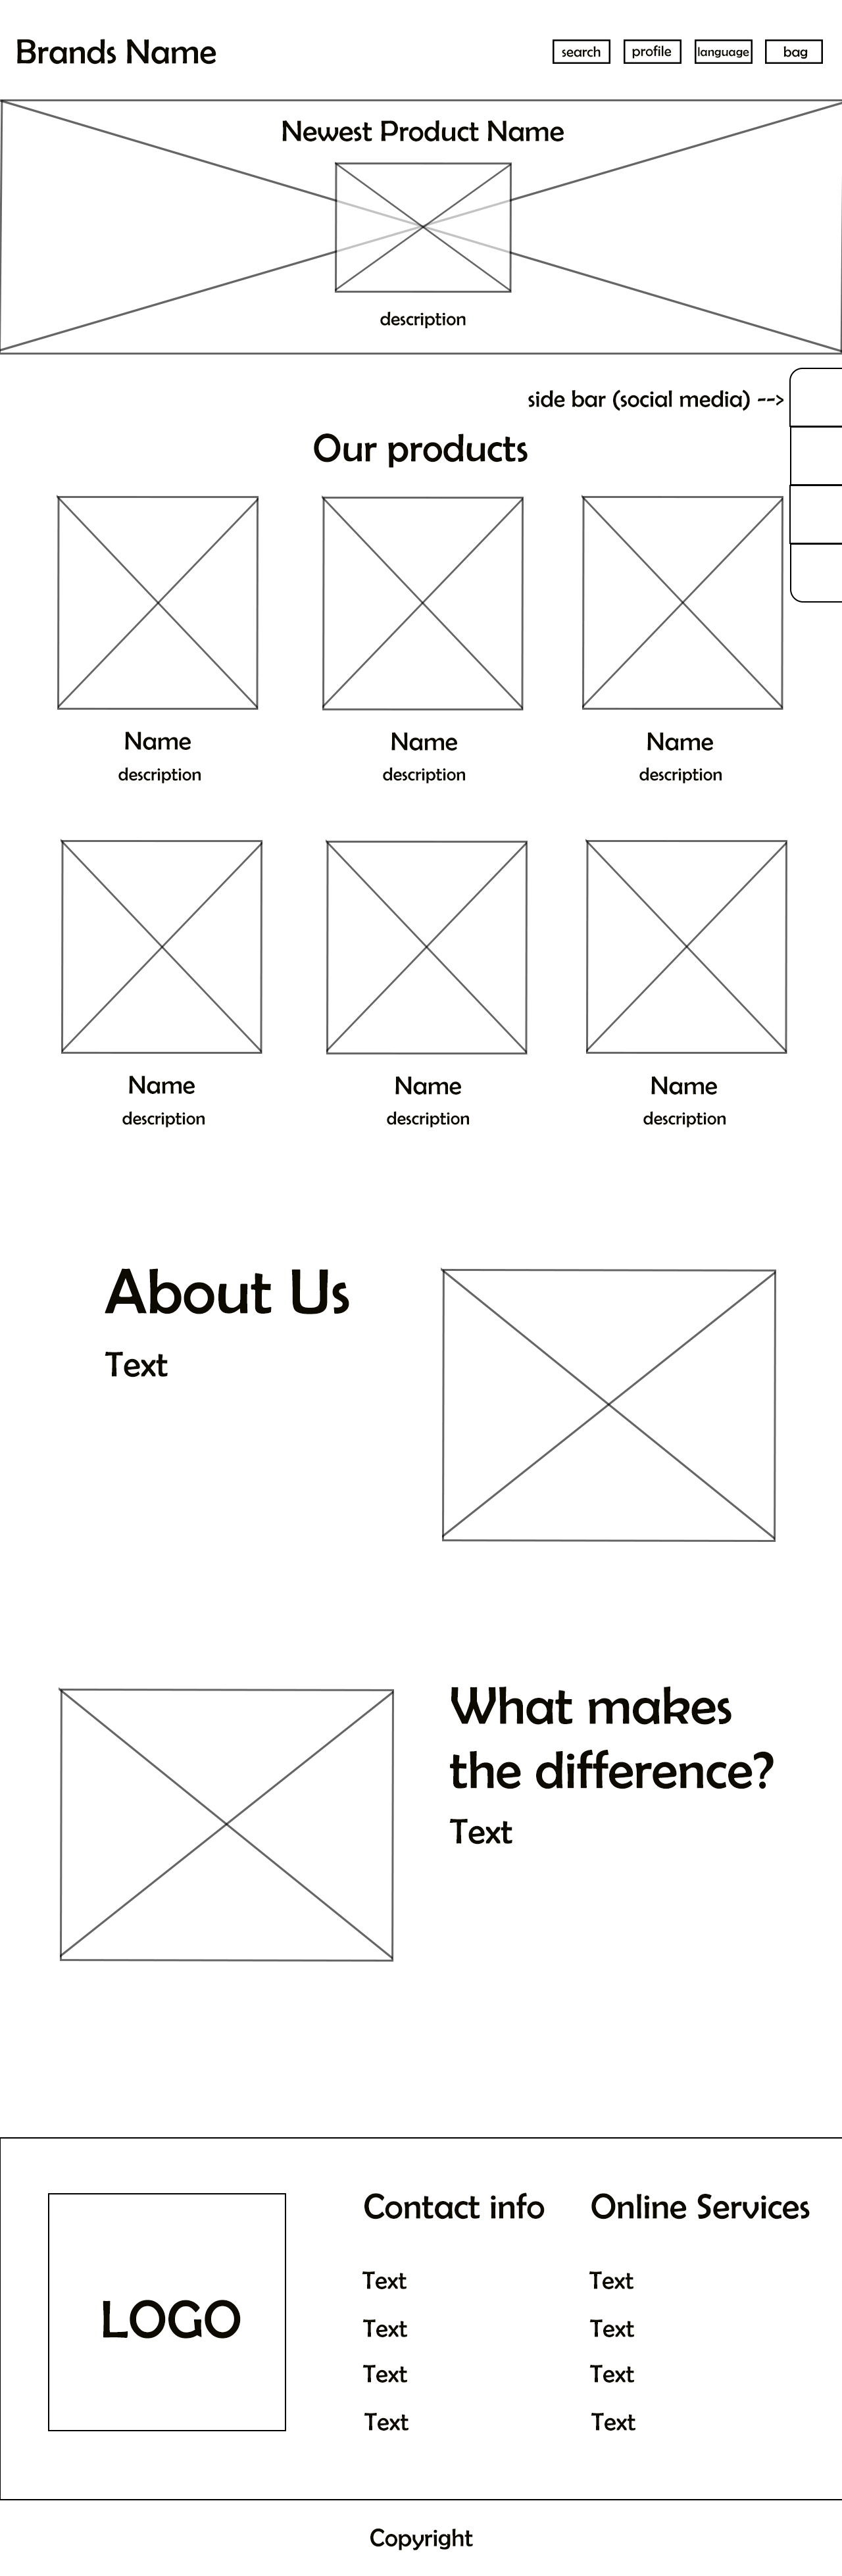 Brands Name
search
profile
language
bag
Newest Product Name
description
side bar (social media) -->
Our products
Name
Name
Name
description
description
description
Name
Name
Name
description
description
description
About Us
Text
What makes
the difference?
Text
LOGO
Contact info
Text
Text
Text
Text
Online Services
Text
Text
Text
Text
Copyright